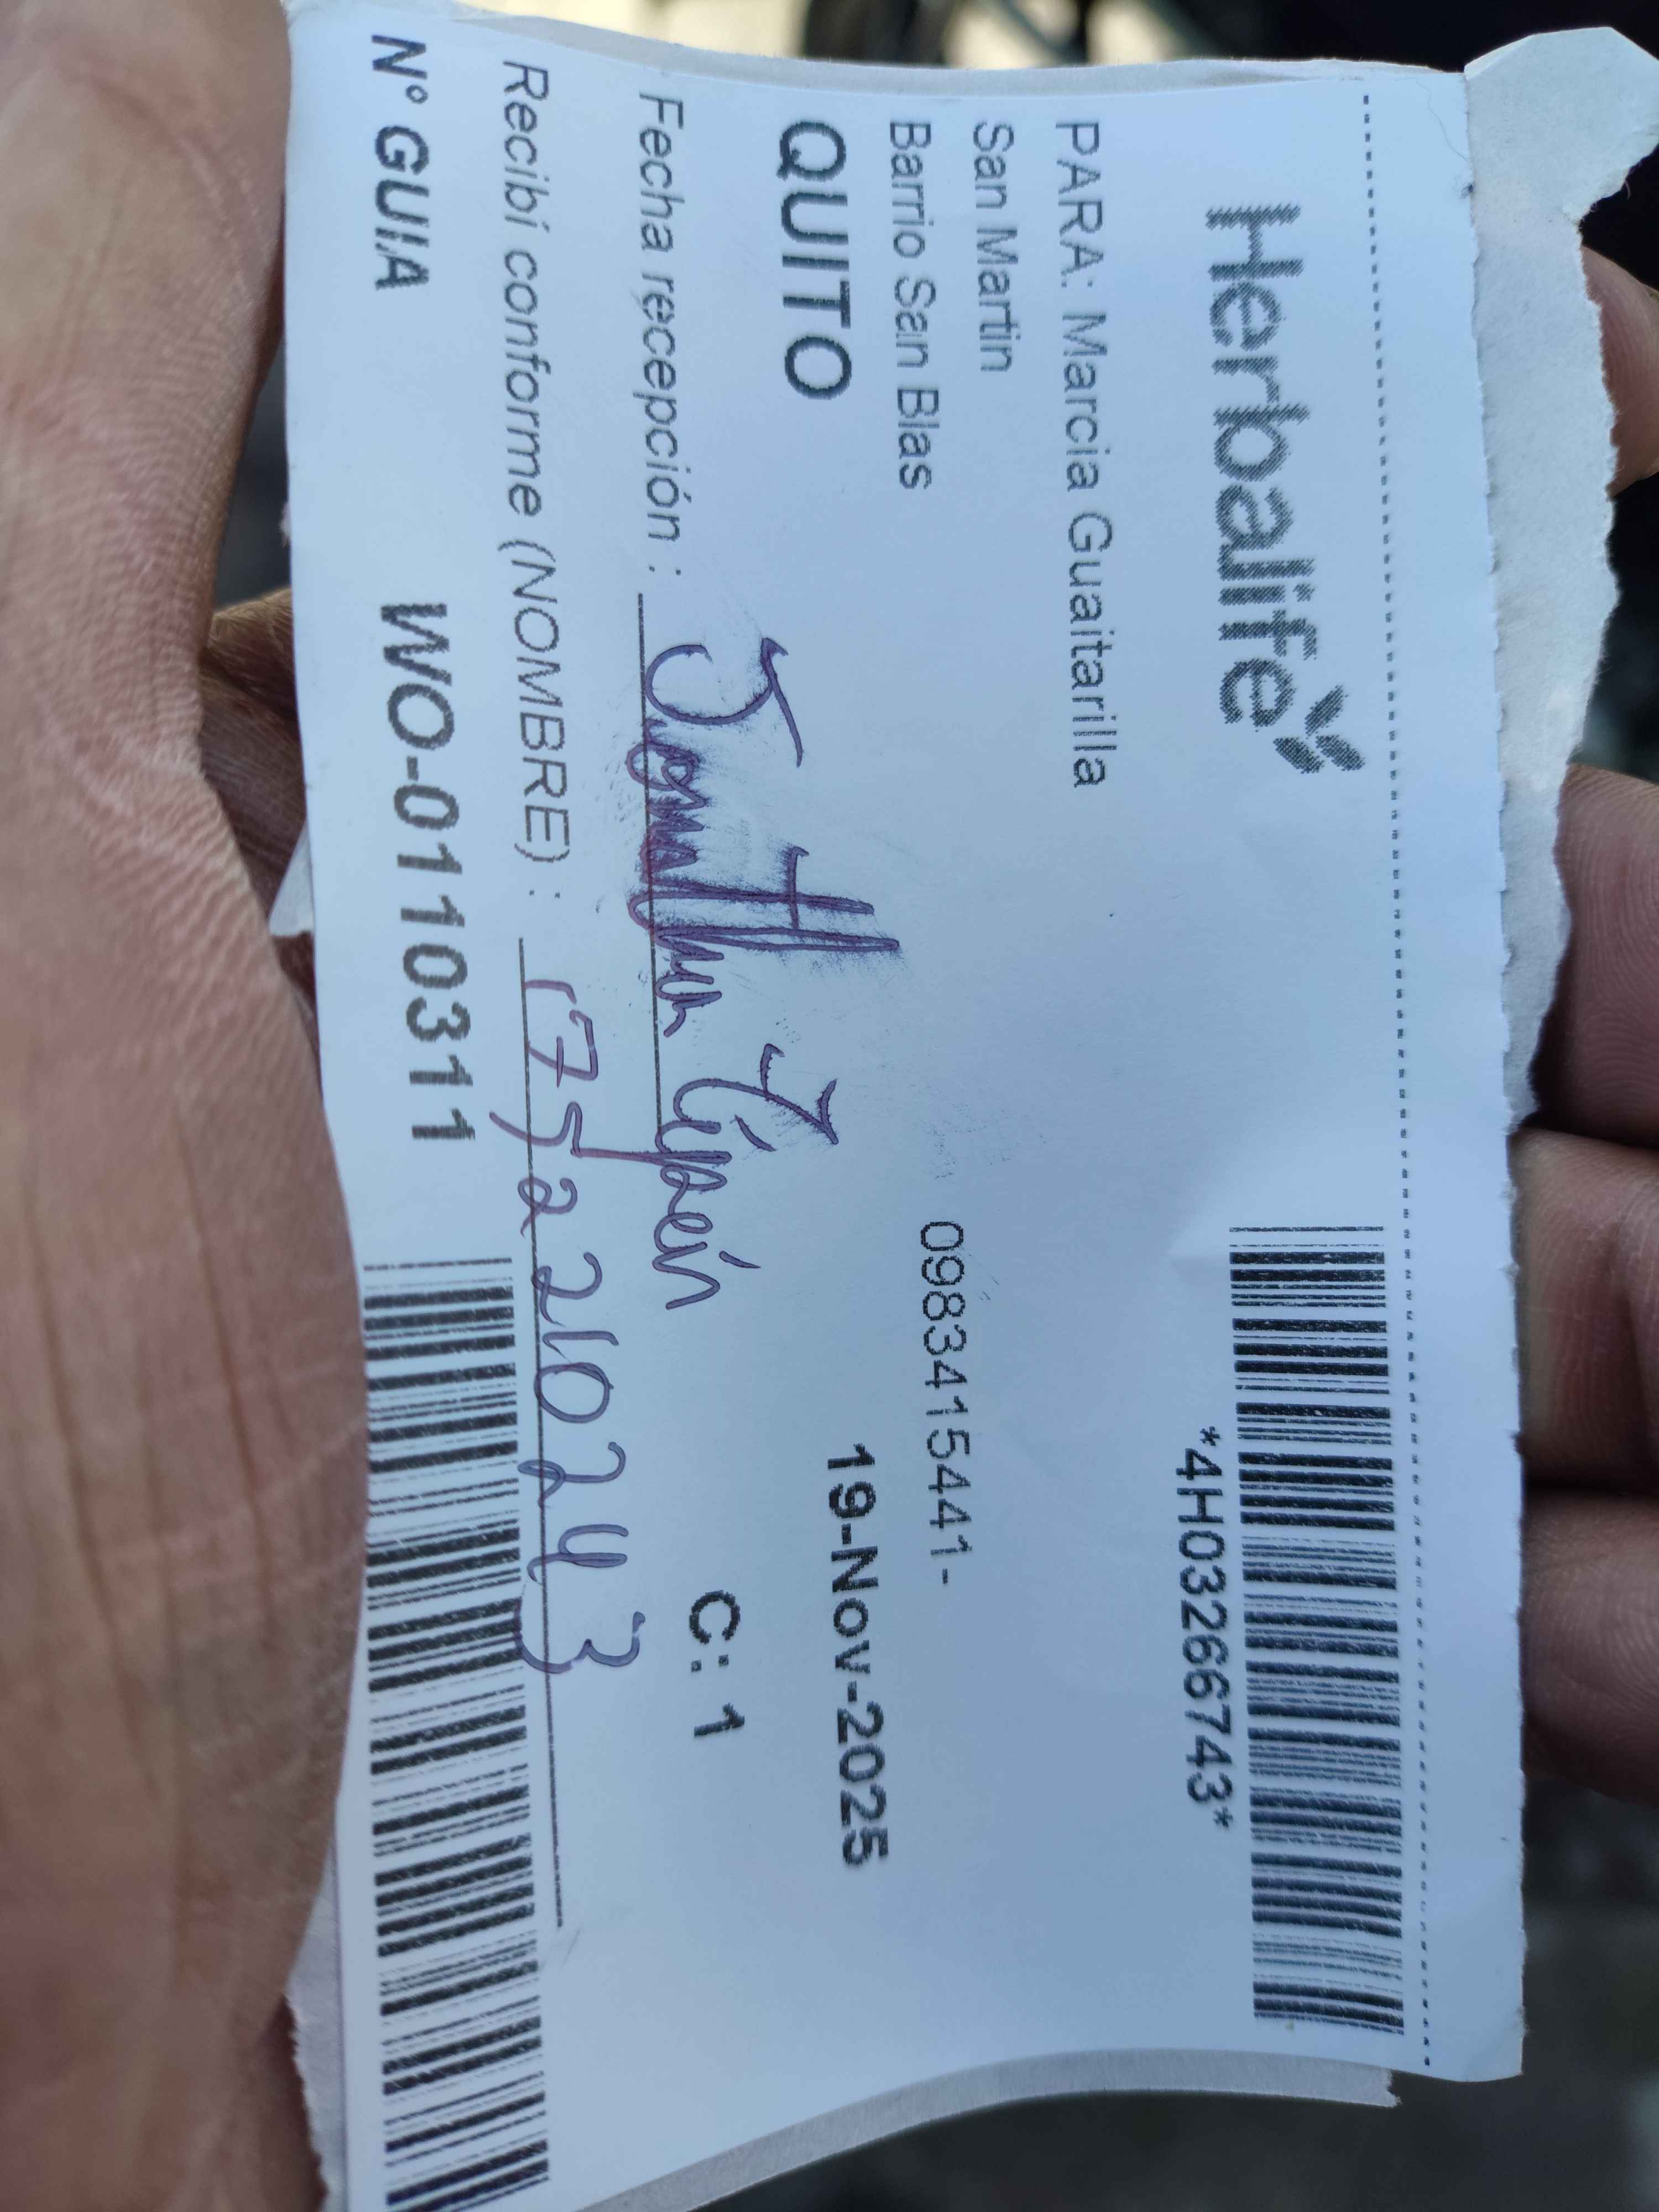 Herbalife
*4H03266743*
PARA: Marcia Guaitarilla
San Martin
Barrio San Blas 0983415441-
QUITO 19-Nov-2025
C: 1
Fecha recepción :
Recibí conforme (NOMBRE) : 1752210243
N° GUIA WO-0110311